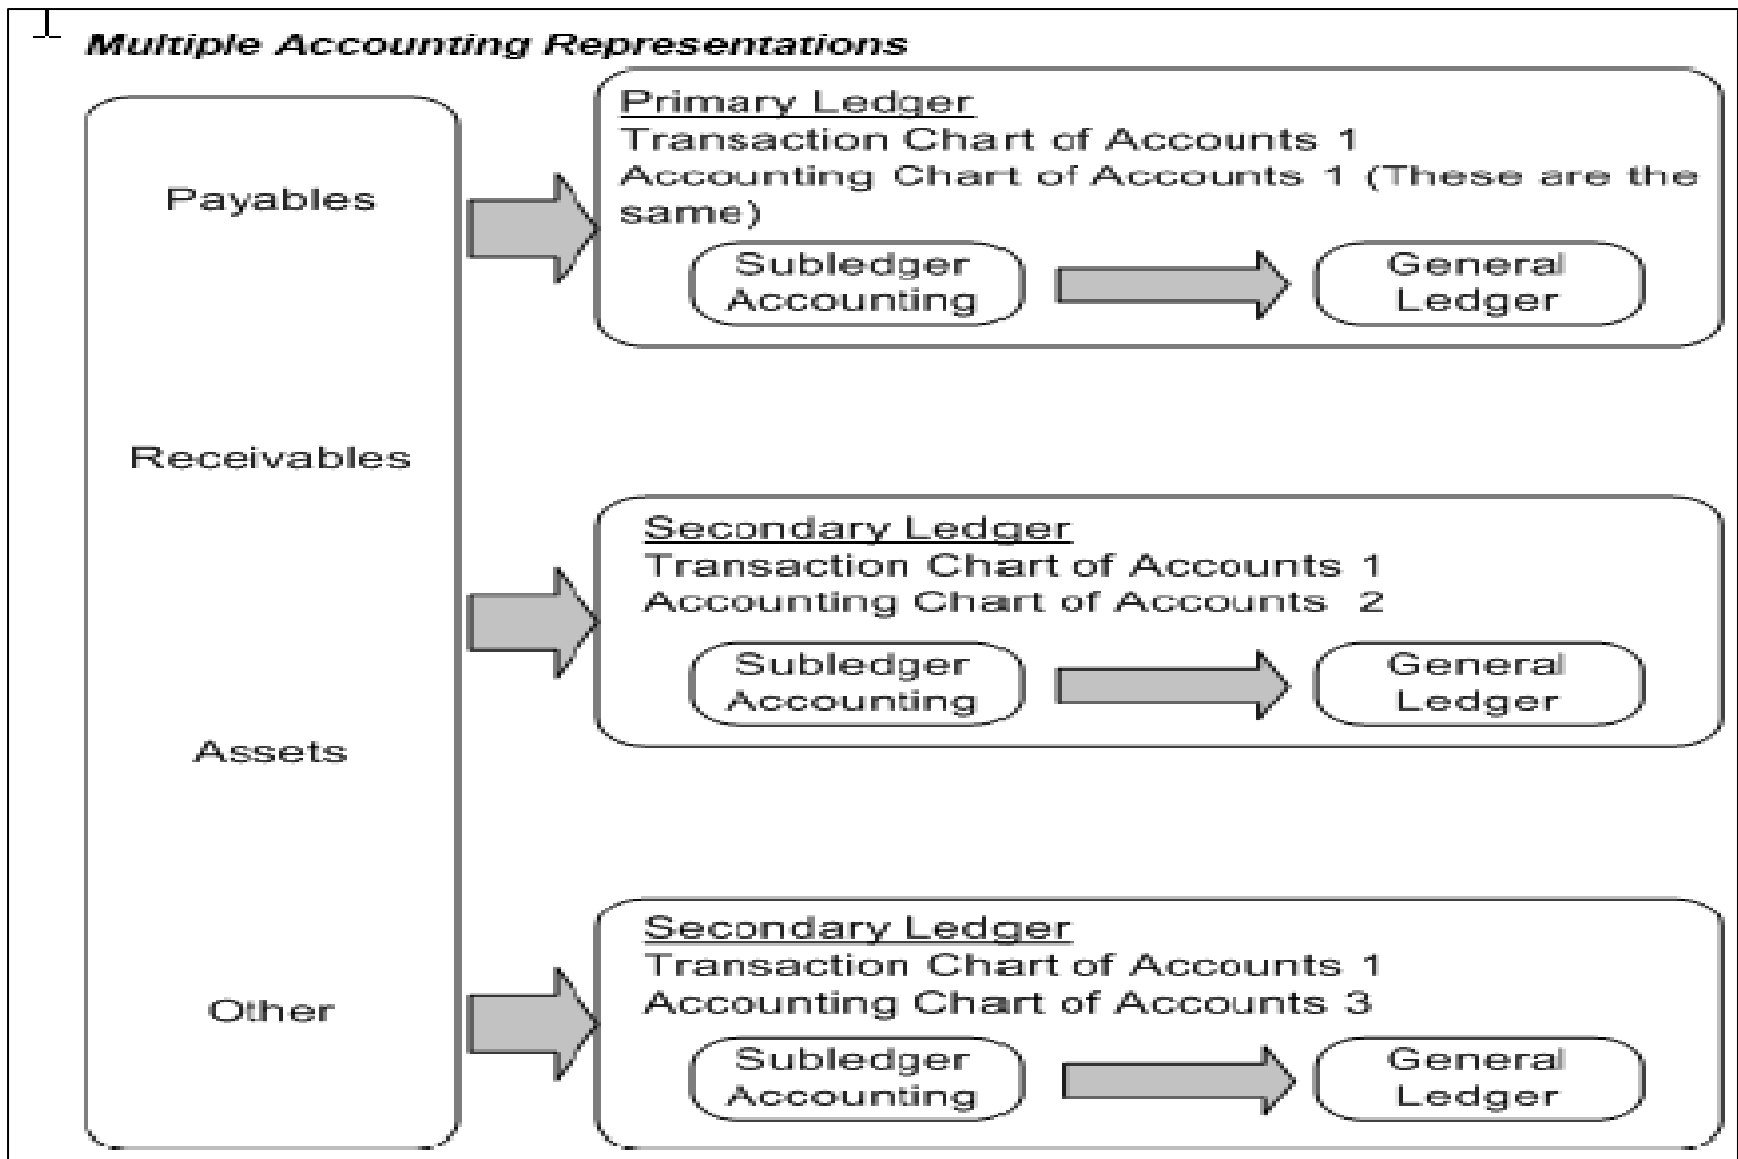 Multiple Accounting Representations
Payables
Receivables
Assets
Other
Primary Ledger
Transaction Chart of Accounts 1
Accounting Chart of Accounts 1 (These are the
same)
Subledger
Accounting
General
Ledger
Secondary Ledger
Transaction Chart of Accounts 1
Accounting Chart of Accounts 2
Subledger
Accounting
General
Ledger
Secondary Ledger
Transaction Chart of Accounts 1
Accounting Chart of Accounts 3
Subledger
Accounting
General
Ledger